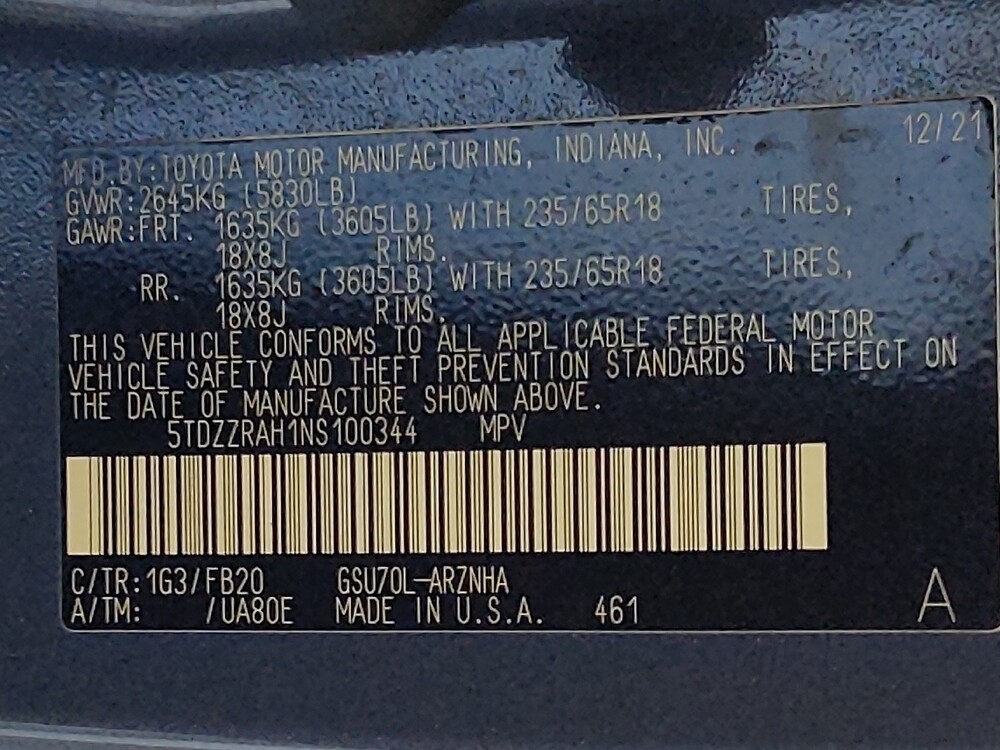 MFD.BY:TOYOTA MOTOR MANUFACTURING, INDIANA, INC. 12/21
GVWR:2645KG (5830LB)
GAWR:FRT. 1635KG (3605LB) WITH 235/65R18 TIRES,
18X8J RIMS.
RR. 1635KG (3605LB) WITH 235/65R18 TIRES,
18X8J RIMS.
THIS VEHICLE CONFORMS TO ALL APPLICABLE FEDERAL MOTOR
VEHICLE SAFETY AND THEFT PREVENTION STANDARDS IN EFFECT ON
THE DATE OF MANUFACTURE SHOWN ABOVE.
5TDZZRAH1NS100344 MPV
C/TR:1G3/FB20 GSU70L-ARZNHA
A/TM: /UA80E MADE IN U.S.A. 461 A